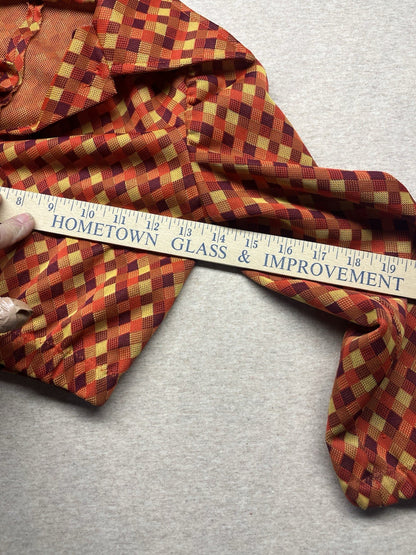 8 9 10 11 12 13 14 15 16 17 18 19
HOMETOWN GLASS & IMPROVEMENT